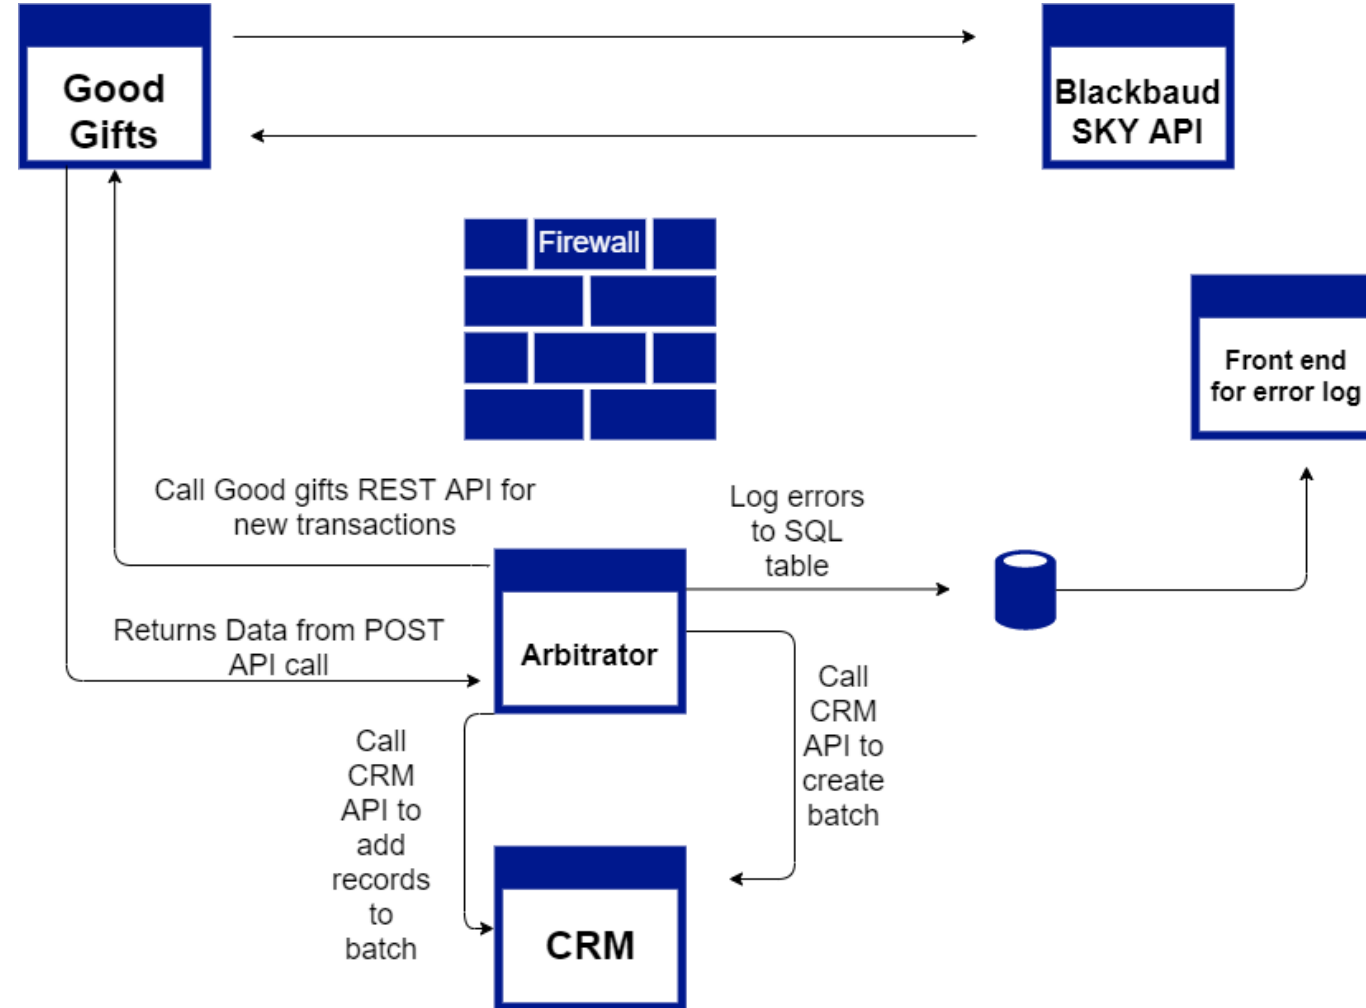 Good
Gifts
Blackbaud
SKY API
Firewall
Front end
for error log
Call Good gifts REST API for
new transactions
Log errors
to SQL
table
Returns Data from POST
API call
Arbitrator
Call
CRM
API to
create
batch
Call
CRM
API to
add
records
to
batch
CRM